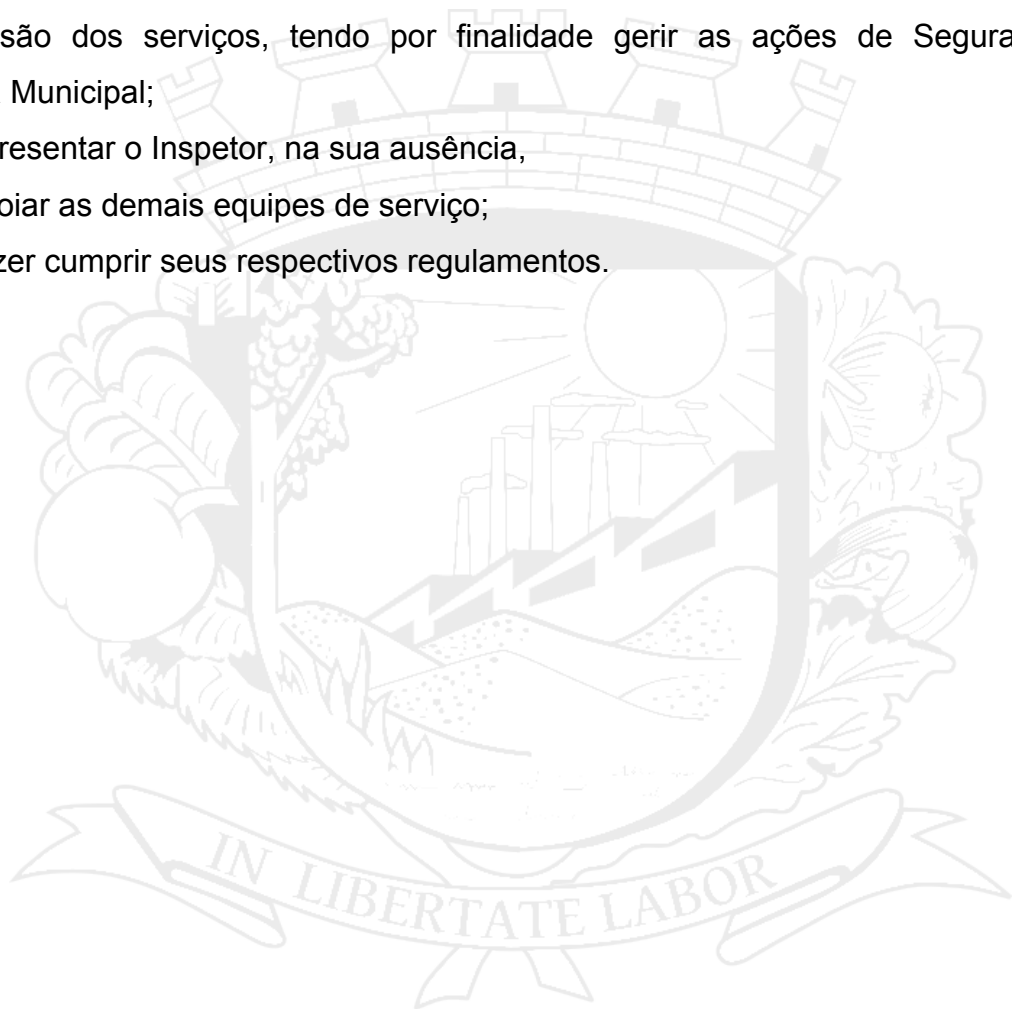 são dos serviços, tendo por finalidade gerir as ações de Segura
Municipal;
resentar o Inspetor, na sua ausência,
oiar as demais equipes de serviço;
zer cumprir seus respectivos regulamentos.
IN LIBERTATE LABOR